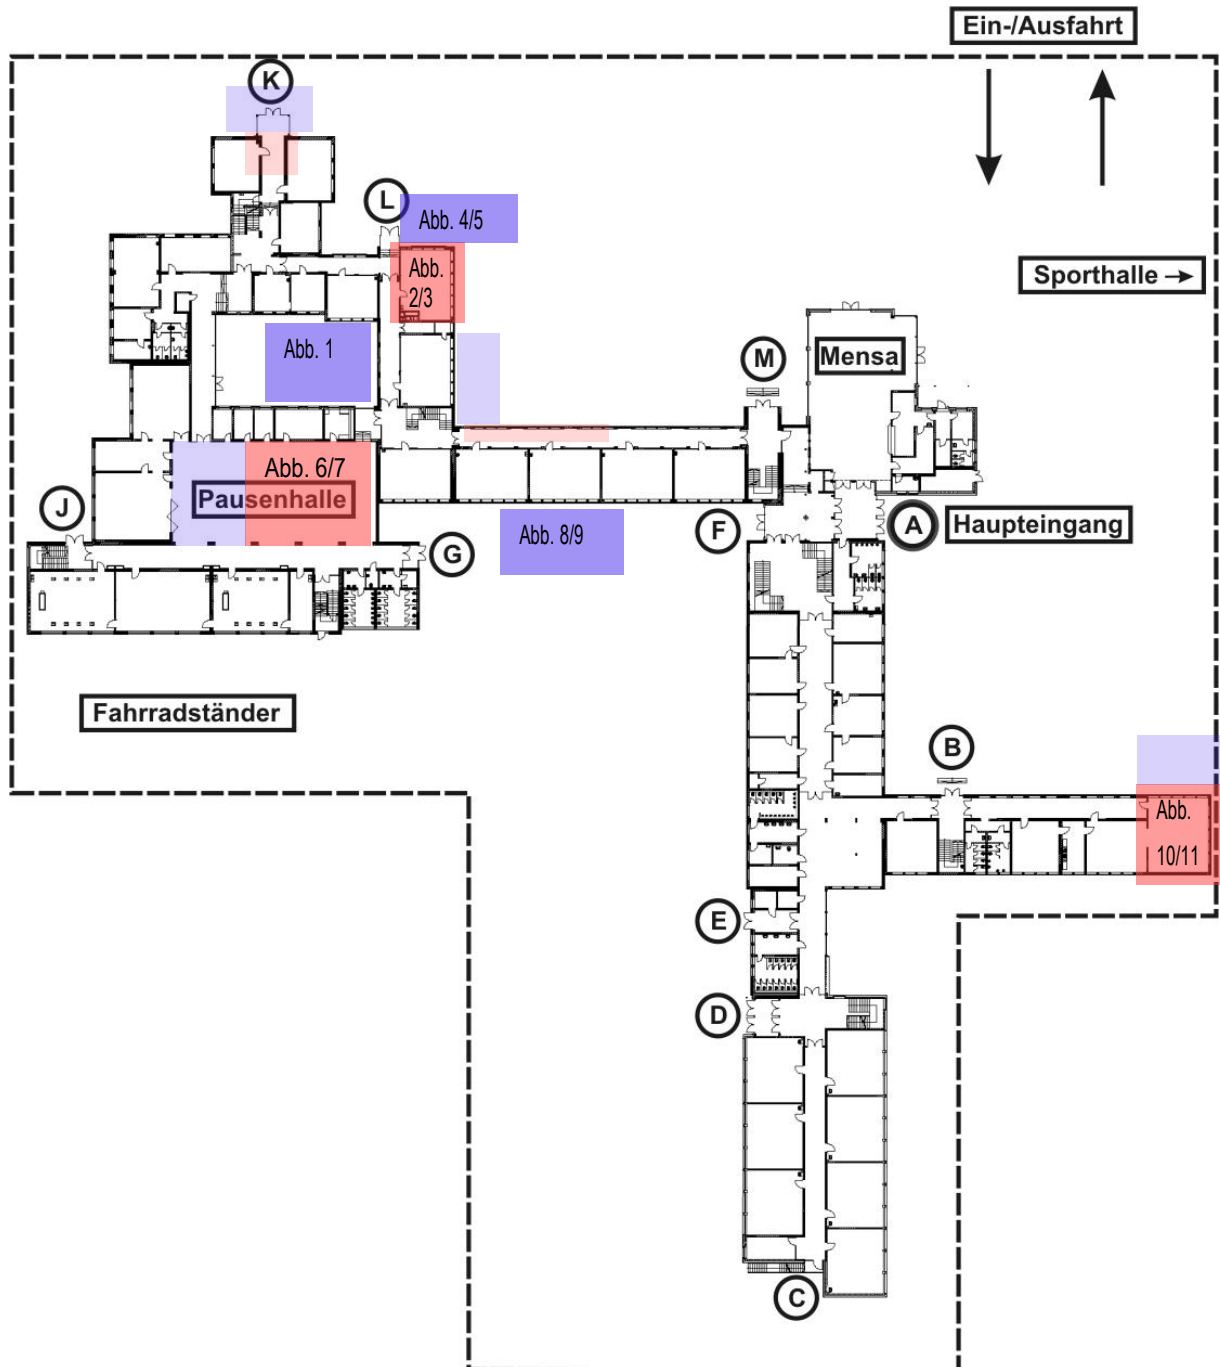 Ein-/Ausfahrt
K
L
Abb. 4/5
Abb.
2/3
Sporthalle →
Abb. 1
M
Mensa
Abb. 6/7
Pausenhalle
J
G
Abb. 8/9
F
A
Haupteingang
Fahrradständer
B
Abb.
10/11
E
D
C